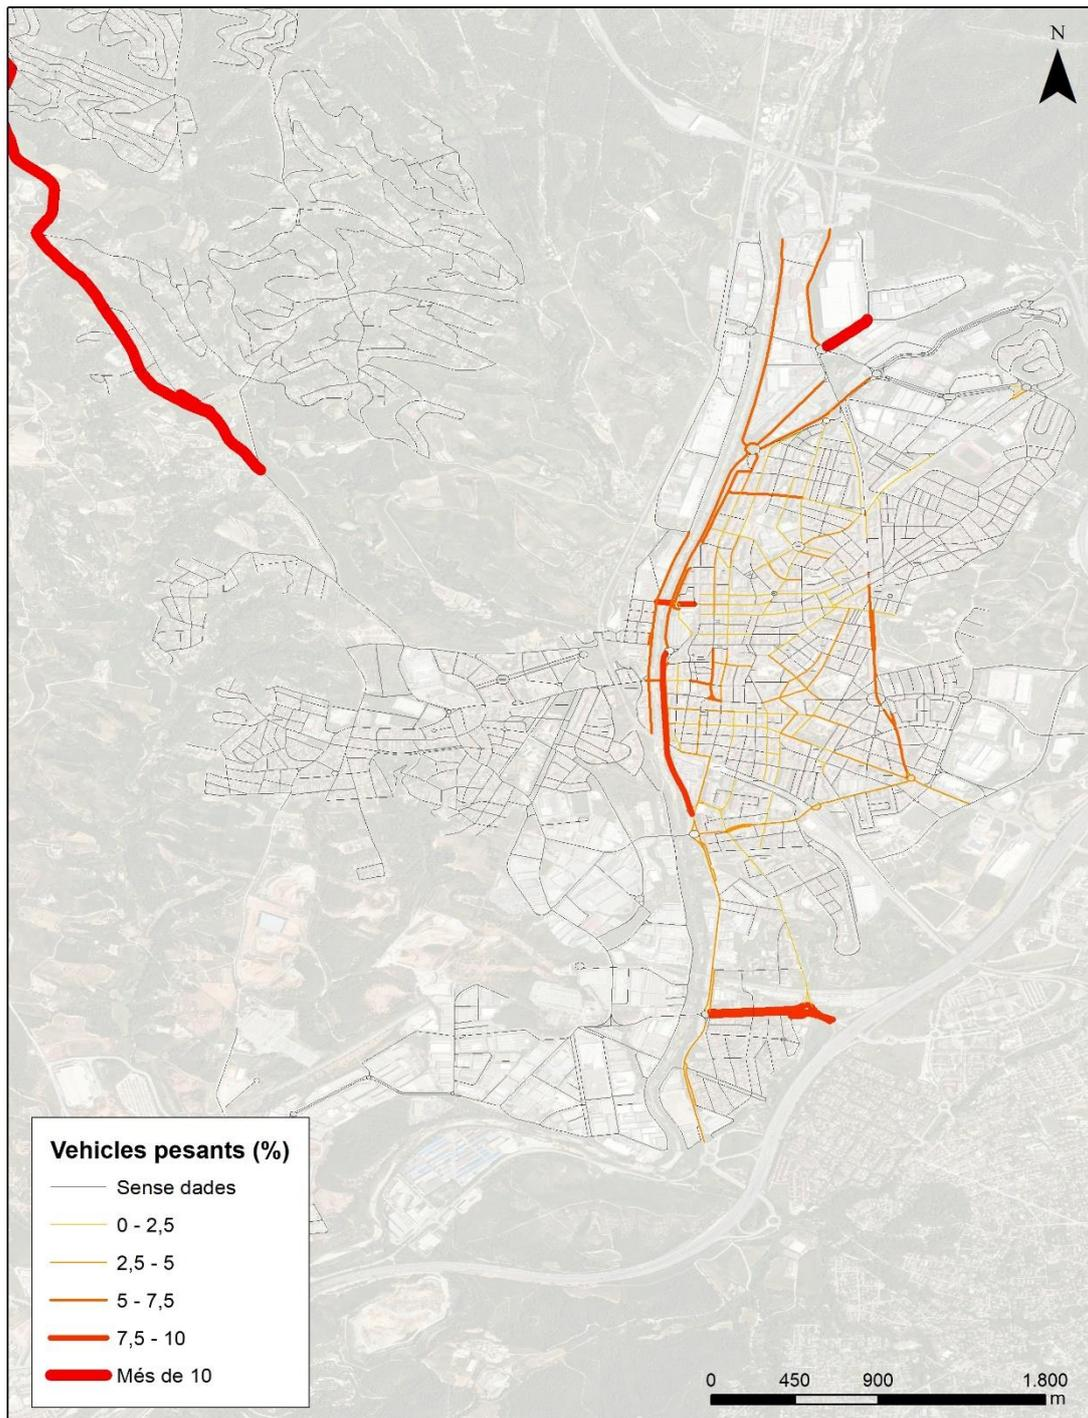 N
Vehicles pesants (%)
Sense dades
0 - 2,5
2,5 - 5
5 - 7,5
7,5 - 10
Més de 10
0 450 900 1.800
m